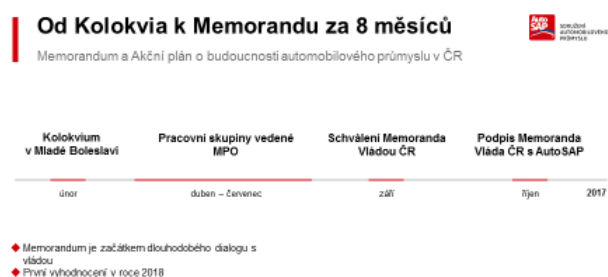 Od Kolokvia k Memorandu za 8 měsíců
Auto
SAP
SDRUŽENÍ
AUTOMOBILOVÉHO
PRŮMYSLU
Memorandum a Akční plán o budoucnosti automobilového průmyslu v ČR
Kolokvium
v Mladé Boleslavi
Pracovní skupiny vedené
MPO
Schválení Memoranda
Vládou ČR
Podpis Memoranda
Vláda ČR s AutoSAP
únor
duben – červenec
září
říjen
2017
Memorandum je začátkem dlouhodobého dialogu s
vládou
První vyhodnocení v roce 2018